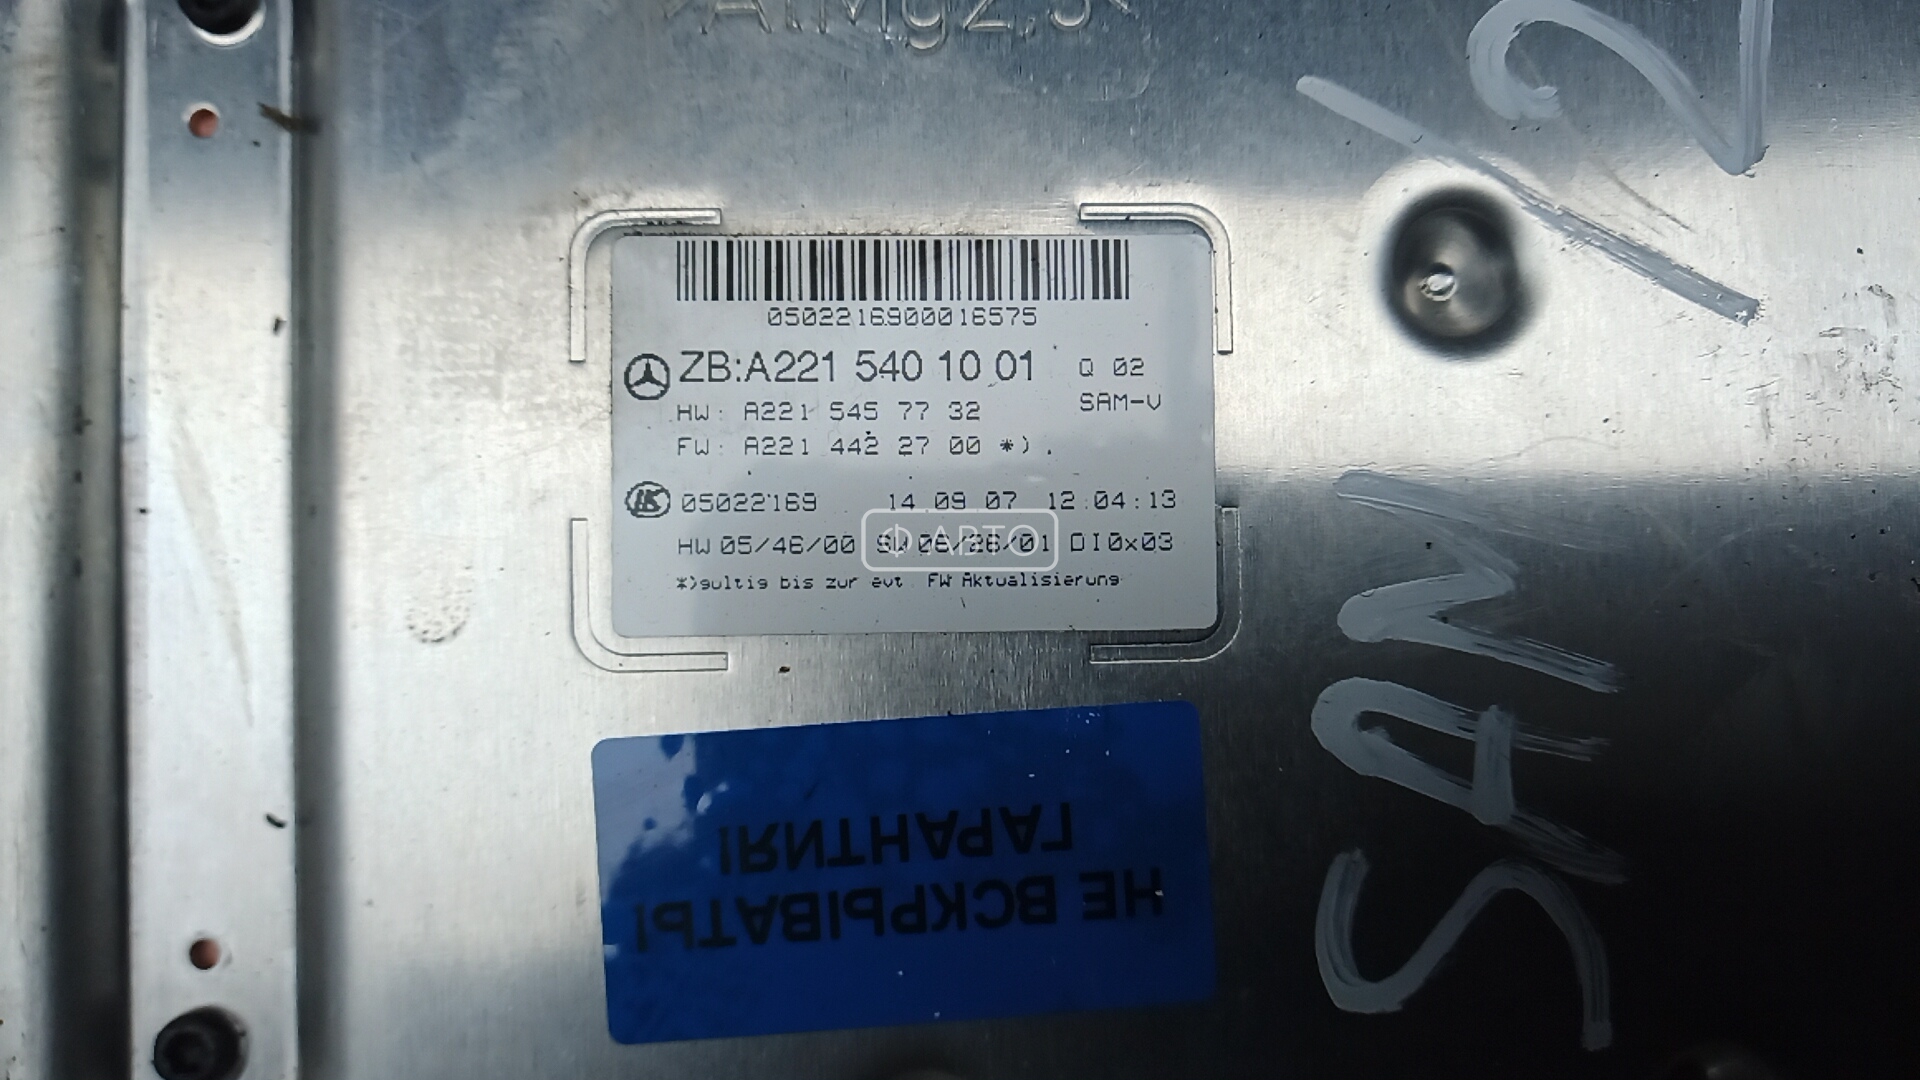 >AlMg2,5<
0502216900016575
ZB:A221 540 10 01 Q 02
HW: A221 545 77 32 SAM-V
FW: A221 442 27 00 *).
05022169 14.09.07 12:04:13
HW 05/46/00 SW 06/26/01 DI0x03
*)gultig bis zur evt. FW Aktualisierung
АВТО
НЕ ВСКРЫВАТЬ!
ГАРАНТИЯ!
SAM